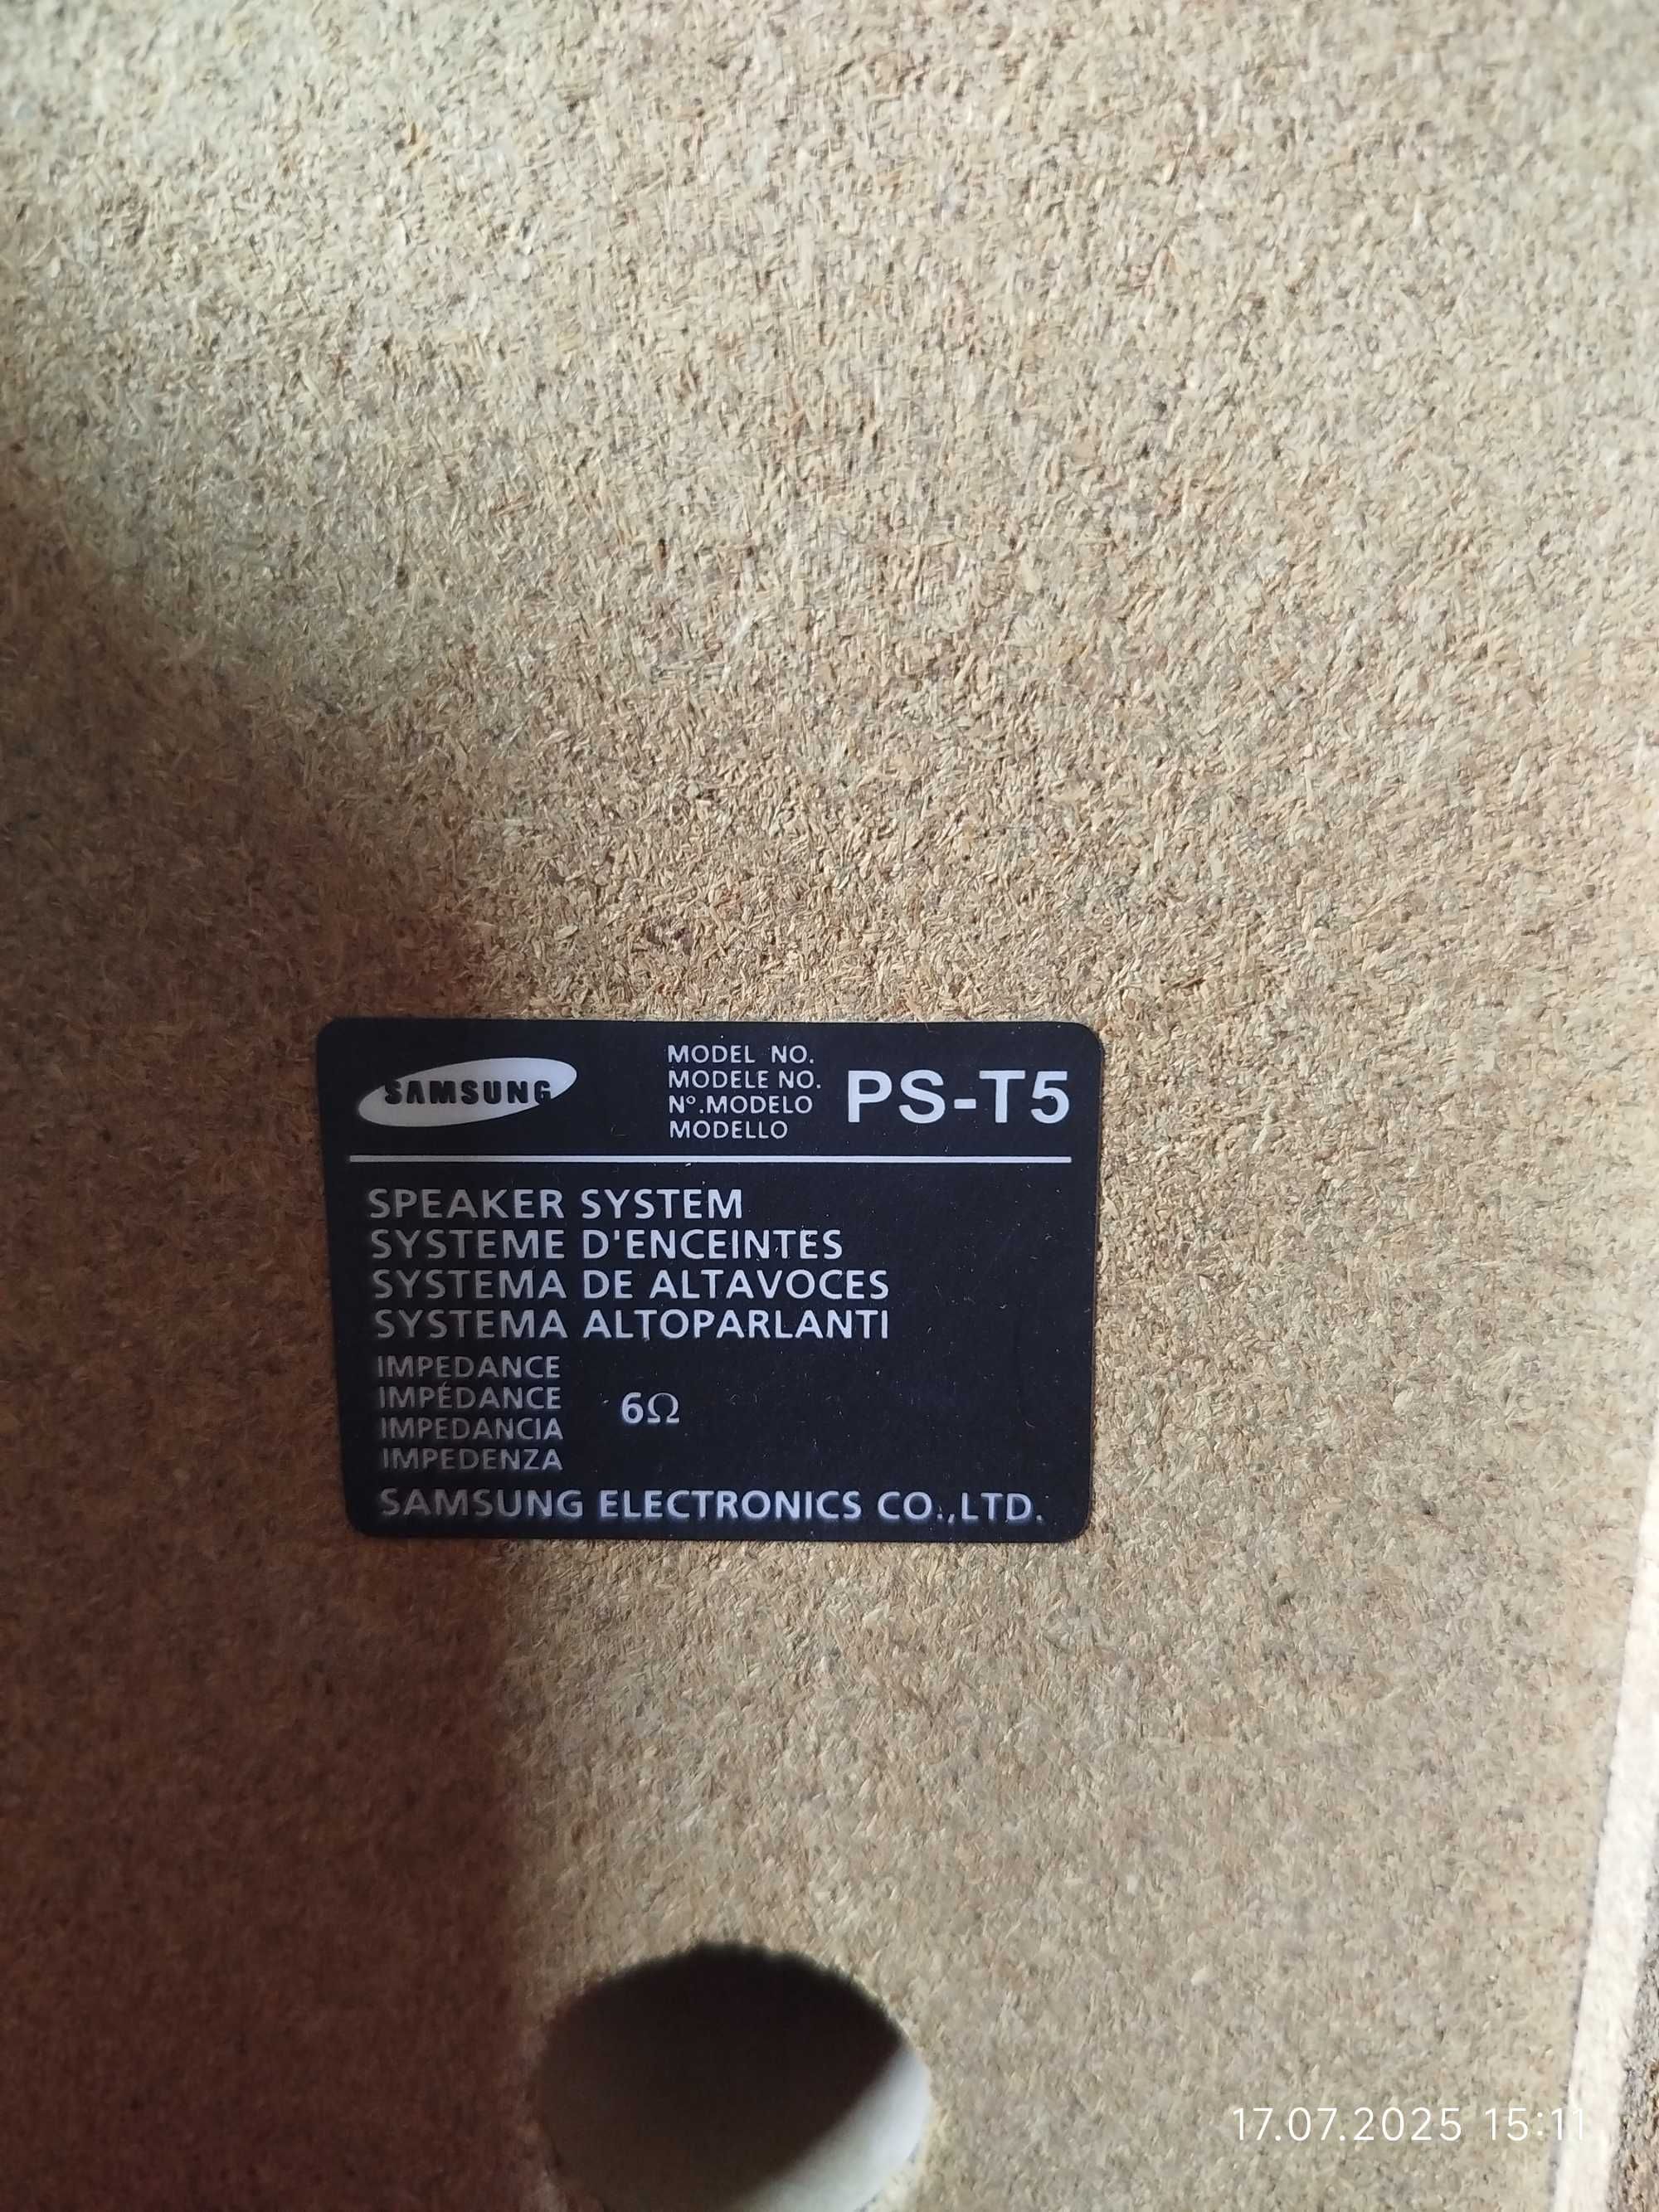 SAMSUNG
MODEL NO.
MODELE NO.
Nº.MODELO
MODELLO
PS-T5
SPEAKER SYSTEM
SYSTEME D'ENCEINTES
SYSTEMA DE ALTAVOCES
SYSTEMA ALTOPARLANTI
IMPEDANCE
IMPÉDANCE
IMPEDANCIA
IMPEDENZA
6Ω
SAMSUNG ELECTRONICS CO.,LTD.
17.07.2025 15:11